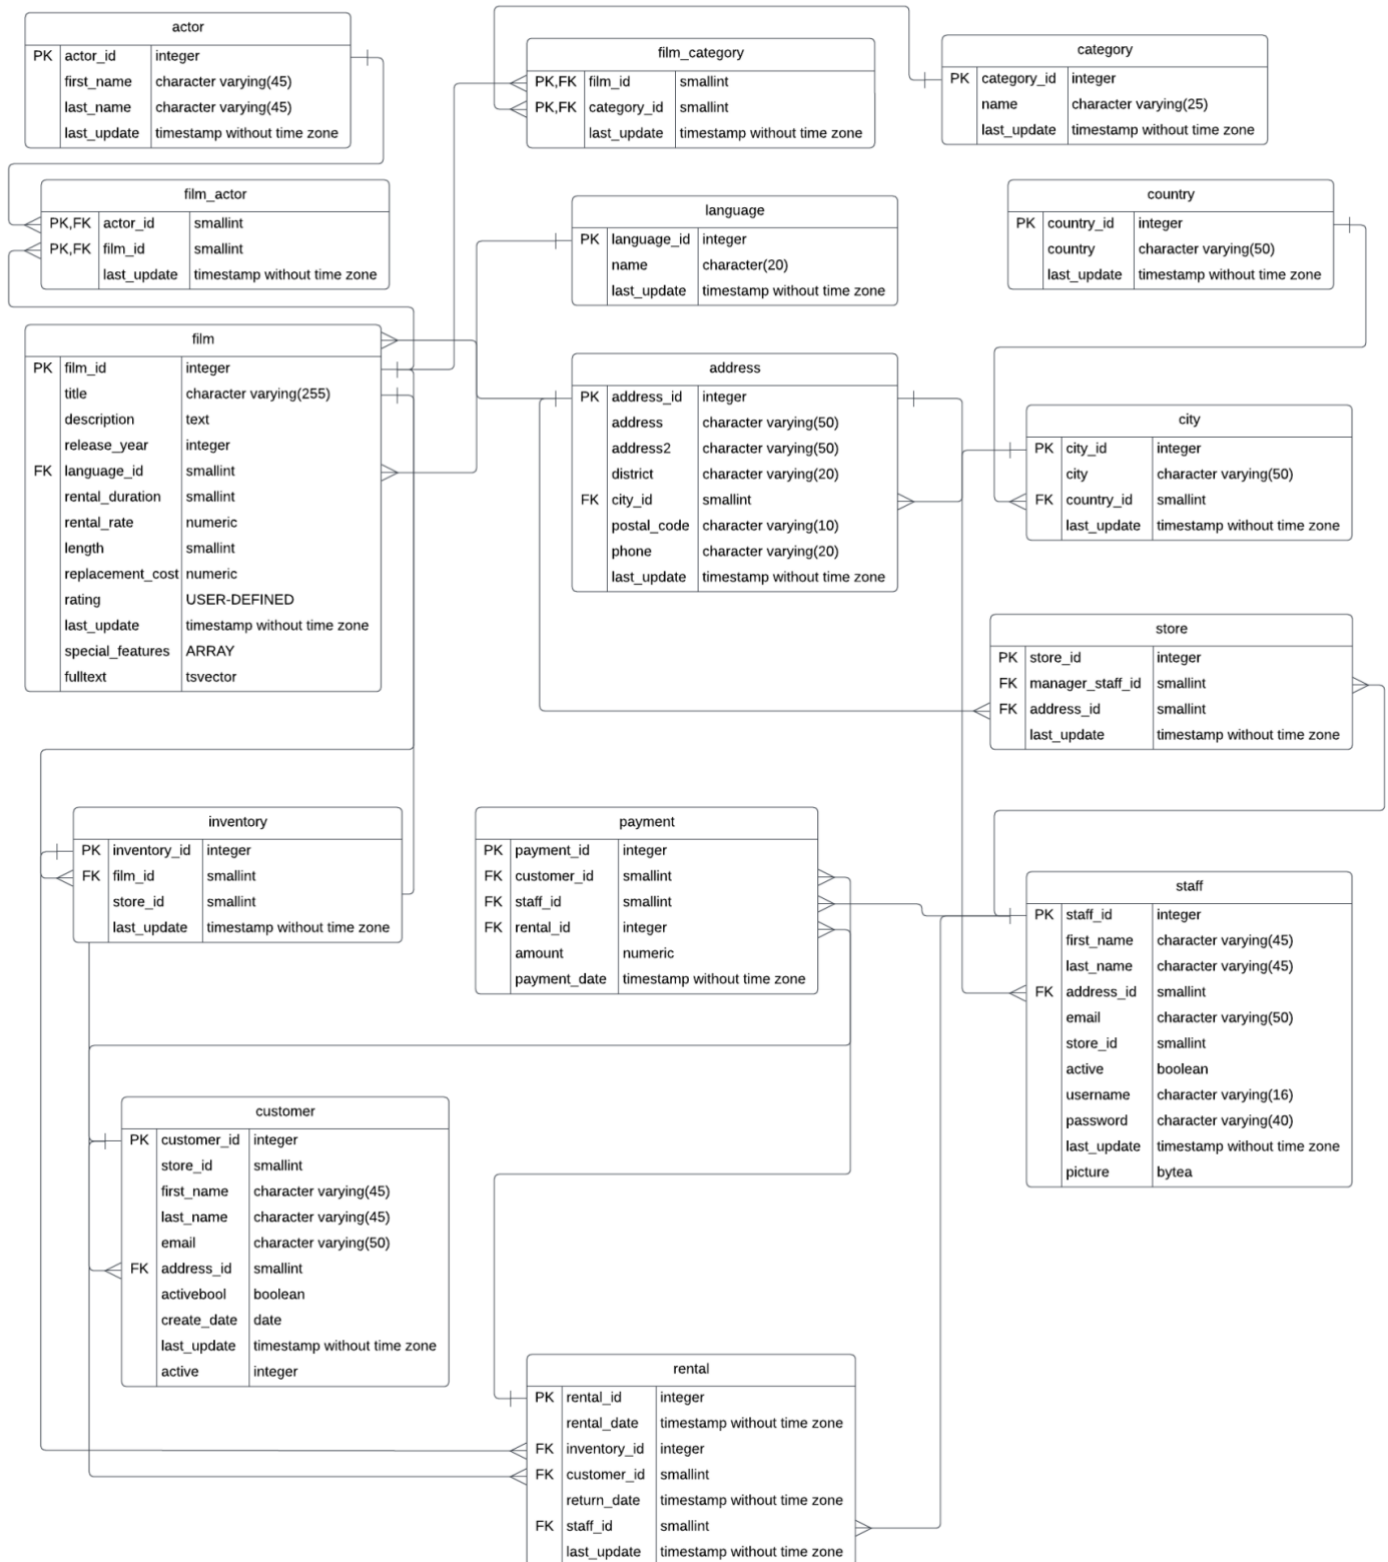 actor
PK actor_id integer
first_name character varying(45)
last_name character varying(45)
last_update timestamp without time zone
film_category
PK,FK film_id smallint
PK,FK category_id smallint
last_update timestamp without time zone
category
PK category_id integer
name character varying(25)
last_update timestamp without time zone
film_actor
PK,FK actor_id smallint
PK,FK film_id smallint
last_update timestamp without time zone
language
PK language_id integer
name character(20)
last_update timestamp without time zone
country
PK country_id integer
country character varying(50)
last_update timestamp without time zone
film
PK film_id integer
title character varying(255)
description text
release_year integer
FK language_id smallint
rental_duration smallint
rental_rate numeric
length smallint
replacement_cost numeric
rating USER-DEFINED
last_update timestamp without time zone
special_features ARRAY
fulltext tsvector
address
PK address_id integer
address character varying(50)
address2 character varying(50)
district character varying(20)
FK city_id smallint
postal_code character varying(10)
phone character varying(20)
last_update timestamp without time zone
city
PK city_id integer
city character varying(50)
FK country_id smallint
last_update timestamp without time zone
store
PK store_id integer
FK manager_staff_id smallint
FK address_id smallint
last_update timestamp without time zone
inventory
PK inventory_id integer
FK film_id smallint
store_id smallint
last_update timestamp without time zone
payment
PK payment_id integer
FK customer_id smallint
FK staff_id smallint
FK rental_id integer
amount numeric
payment_date timestamp without time zone
staff
PK staff_id integer
first_name character varying(45)
last_name character varying(45)
FK address_id smallint
email character varying(50)
store_id smallint
active boolean
username character varying(16)
password character varying(40)
last_update timestamp without time zone
picture bytea
customer
PK customer_id integer
store_id smallint
first_name character varying(45)
last_name character varying(45)
email character varying(50)
FK address_id smallint
activebool boolean
create_date date
last_update timestamp without time zone
active integer
rental
PK rental_id integer
rental_date timestamp without time zone
FK inventory_id integer
FK customer_id smallint
return_date timestamp without time zone
FK staff_id smallint
last_update timestamp without time zone